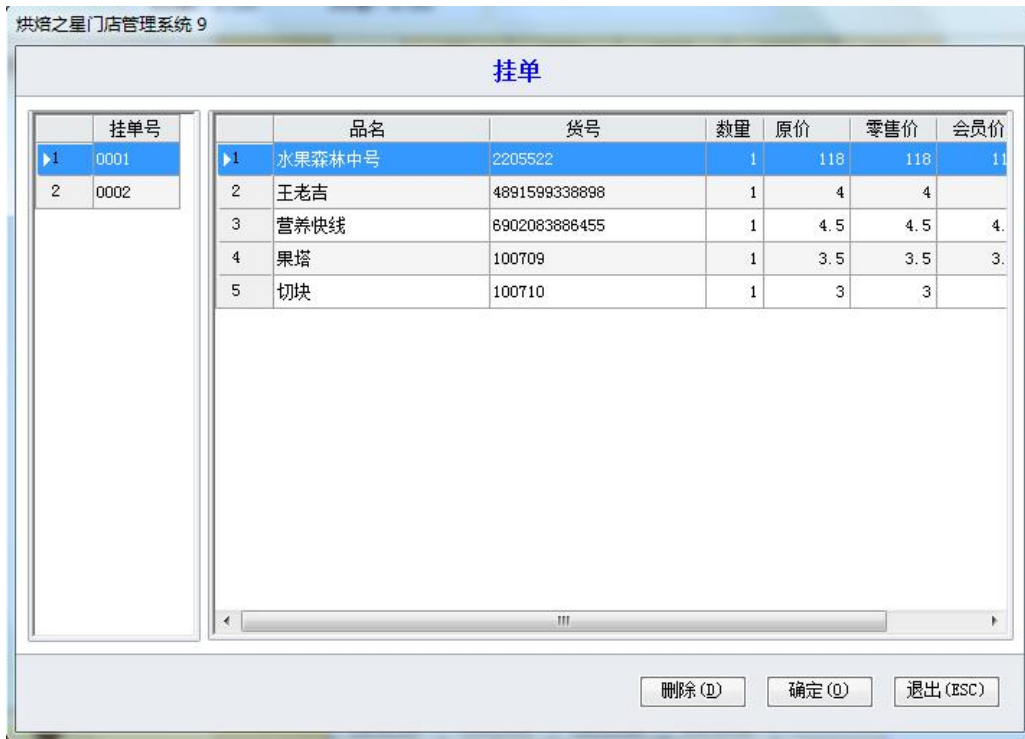 烘焙之星门店管理系统 9
挂单
挂单号
1 0001
2 0002
品名 货号 数量 原价 零售价 会员价
1 水果森林中号 2205522 1 118 118 11
2 王老吉 4891599338898 1 4 4
3 营养快线 6902083886455 1 4.5 4.5 4.
4 果塔 100709 1 3.5 3.5 3.
5 切块 100710 1 3 3
删除(D) 确定(O) 退出(ESC)